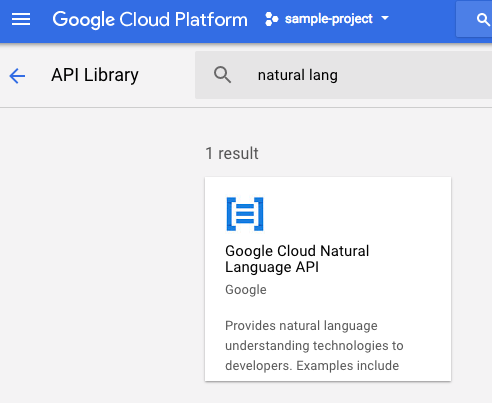 Google Cloud Platform sample-project
API Library natural lang
1 result
Google Cloud Natural
Language API
Google
Provides natural language
understanding technologies to
developers. Examples include